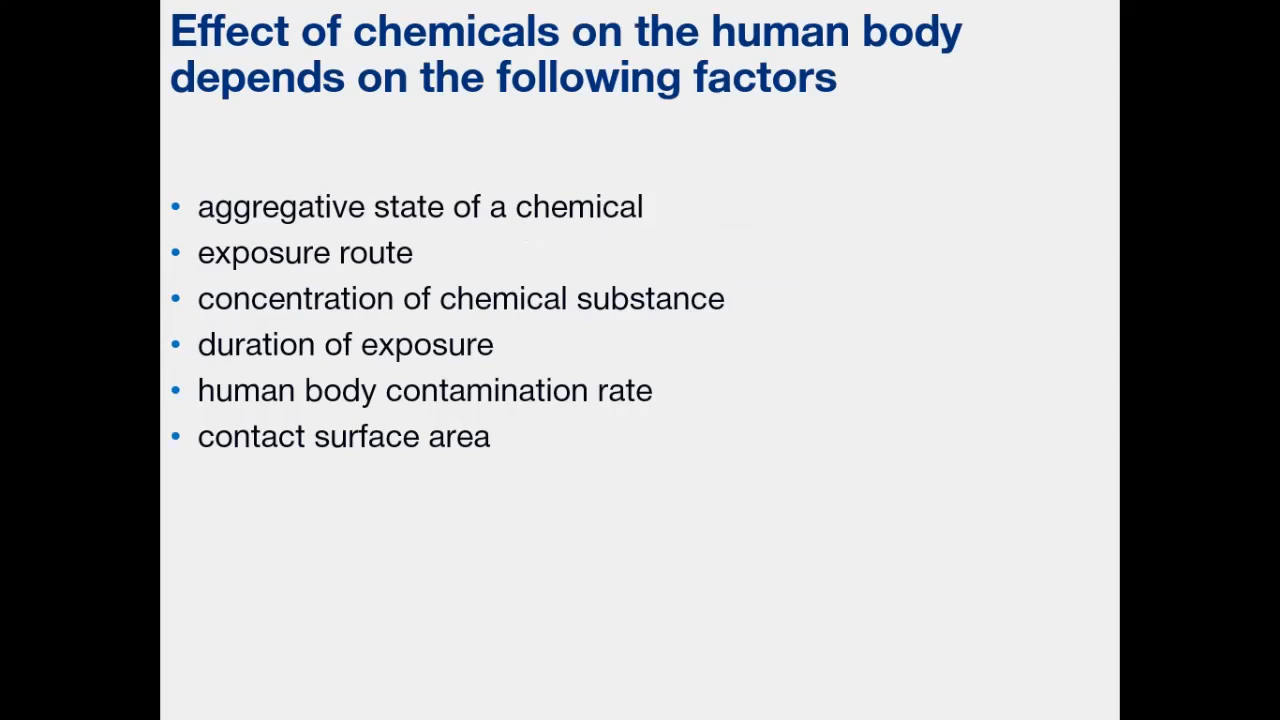 Effect of chemicals on the human body
depends on the following factors
• aggregative state of a chemical
• exposure route
• concentration of chemical substance
• duration of exposure
• human body contamination rate
• contact surface area